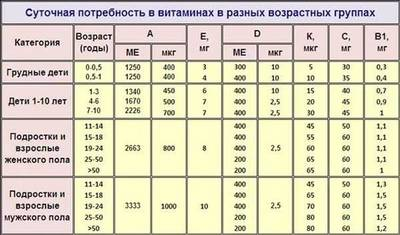 Суточная потребность в витаминах в разных возрастных группах
Категория Возраст (годы) А Е, мг D К, мкг С, мг В1, мг
МЕ мкг МЕ мкг
Грудные дети 0-0,5 1250 400 3 300 10 5 30 0,3
0,5-1 1250 400 4 400 10 10 35 0,4
Дети 1-10 лет 1-3 1340 450 6 400 10 15 40 0,7
4-6 1670 500 7 400 2,5 20 45 0,9
7-10 2226 700 7 400 2,5 30 45 1
Подростки и взрослые женского пола 2663 800 8 2,5
11-14 400 45 50 1,1
15-18 400 55 60 1,1
19-24 400 60 60 1,1
25-50 200 65 60 1,1
>50 200 65 60 1,1
Подростки и взрослые мужского пола 3333 1000 10 2,5
11-14 400 45 50 1,3
15-18 400 65 60 1,5
19-24 400 70 60 1,5
25-50 200 80 60 1,5
>50 200 80 60 1,2